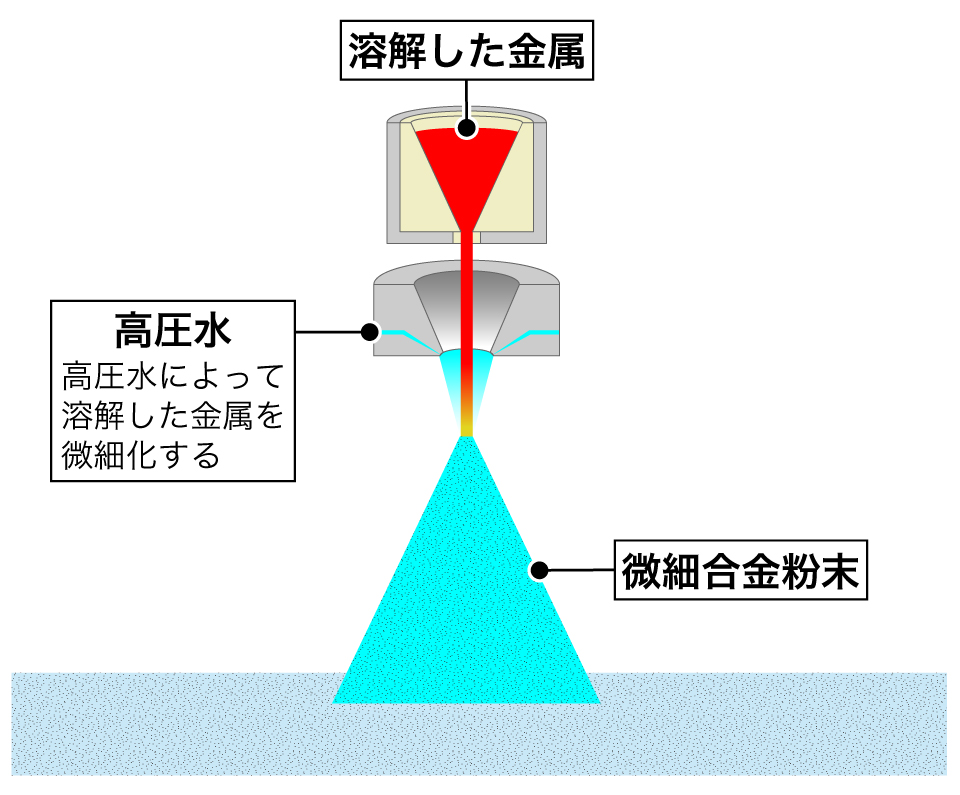 溶解した金属
高圧水
高圧水によって
溶解した金属を
微細化する
微細合金粉末